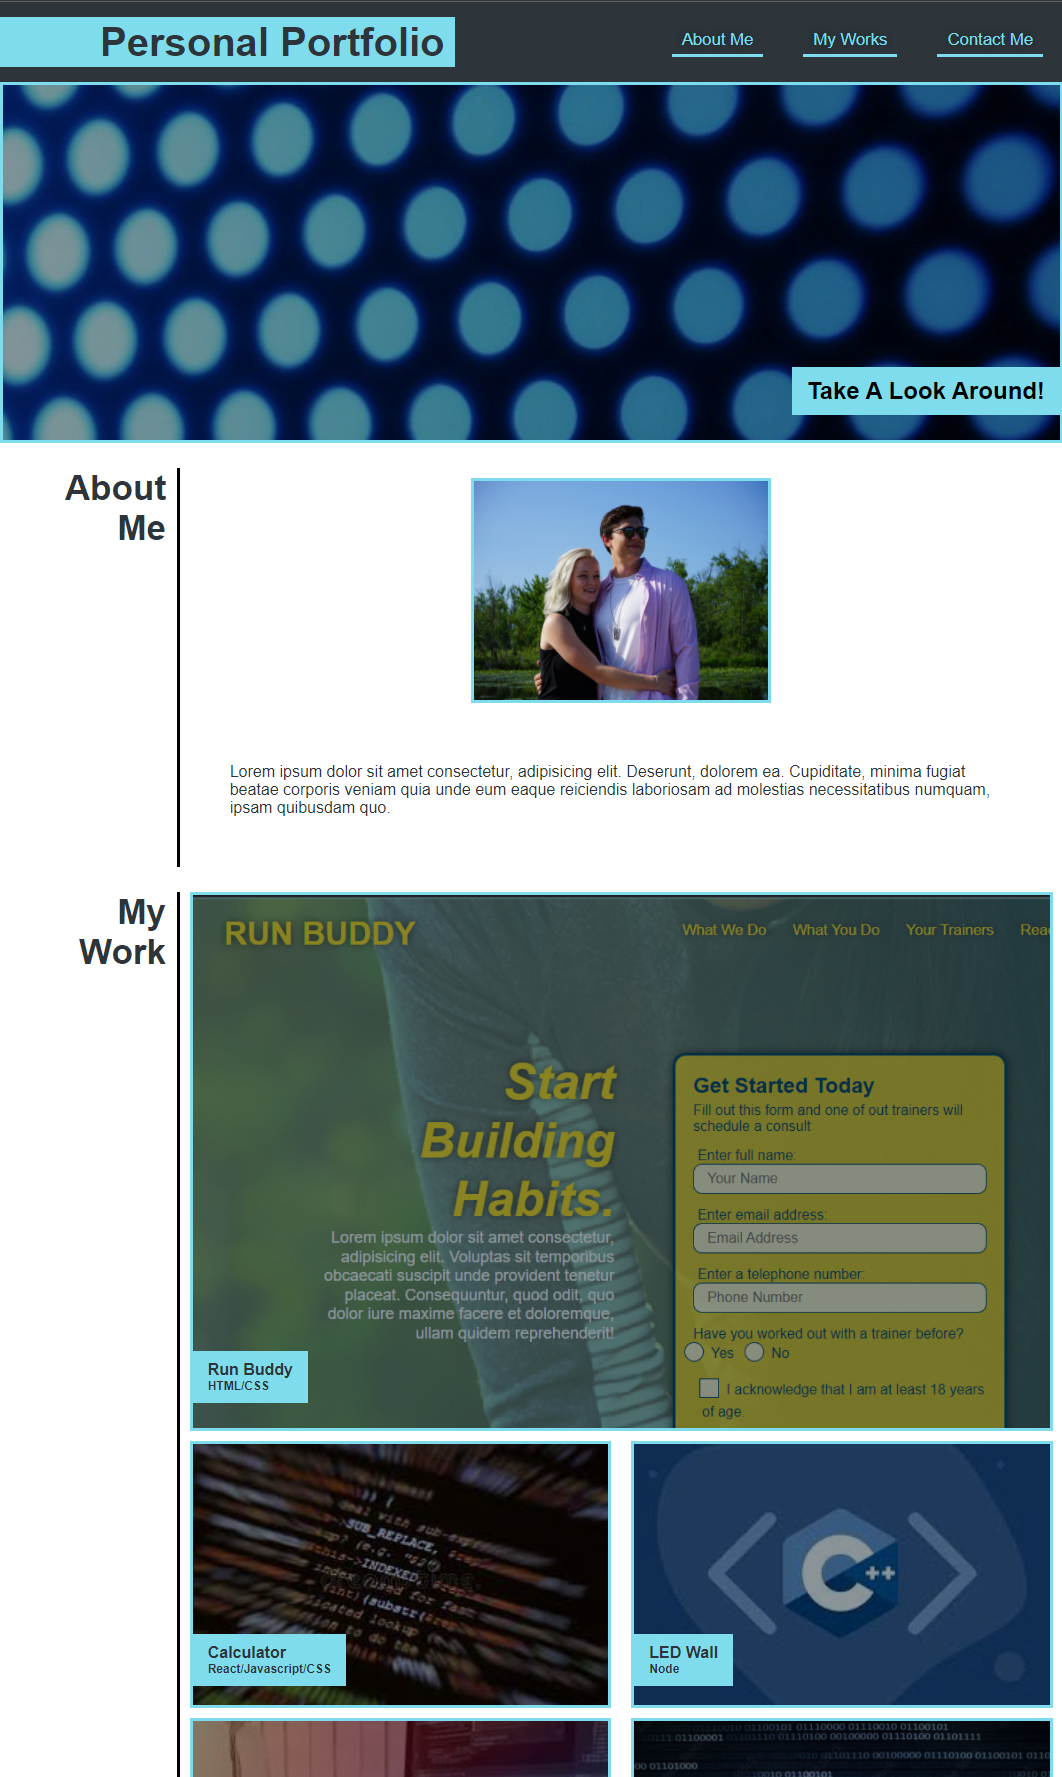 Personal Portfolio
About Me
My Works
Contact Me
Take A Look Around!
About
Me
Lorem ipsum dolor sit amet consectetur, adipisicing elit. Deserunt, dolorem ea. Cupiditate, minima fugiat
beatae corporis veniam quia unde eum eaque reiciendis laboriosam ad molestias necessitatibus numquam,
ipsam quibusdam quo.
My
Work
RUN BUDDY
What We Do
What You Do
Your Trainers
Start
Building
Habits.
Lorem ipsum dolor sit amet consectetur,
adipisicing elit. Voluptas sit temporibus
obcaecati suscipit unde provident tenetur
placeat. Consequuntur, quod odit, quo
dolor iure maxime facere et doloremque,
ullam quidem reprehenderit!
Get Started Today
Fill out this form and one of out trainers will
schedule a consult
Enter full name:
Your Name
Enter email address:
Email Address
Enter a telephone number:
Phone Number
Have you worked out with a trainer before?
Yes
No
I acknowledge that I am at least 18 years
of age.
Run Buddy
HTML/CSS
SUB_REPLACE,
INDEXED
(substr(
lookup
to do the
Calculator
React/Javascript/CSS
C++
LED Wall
Node